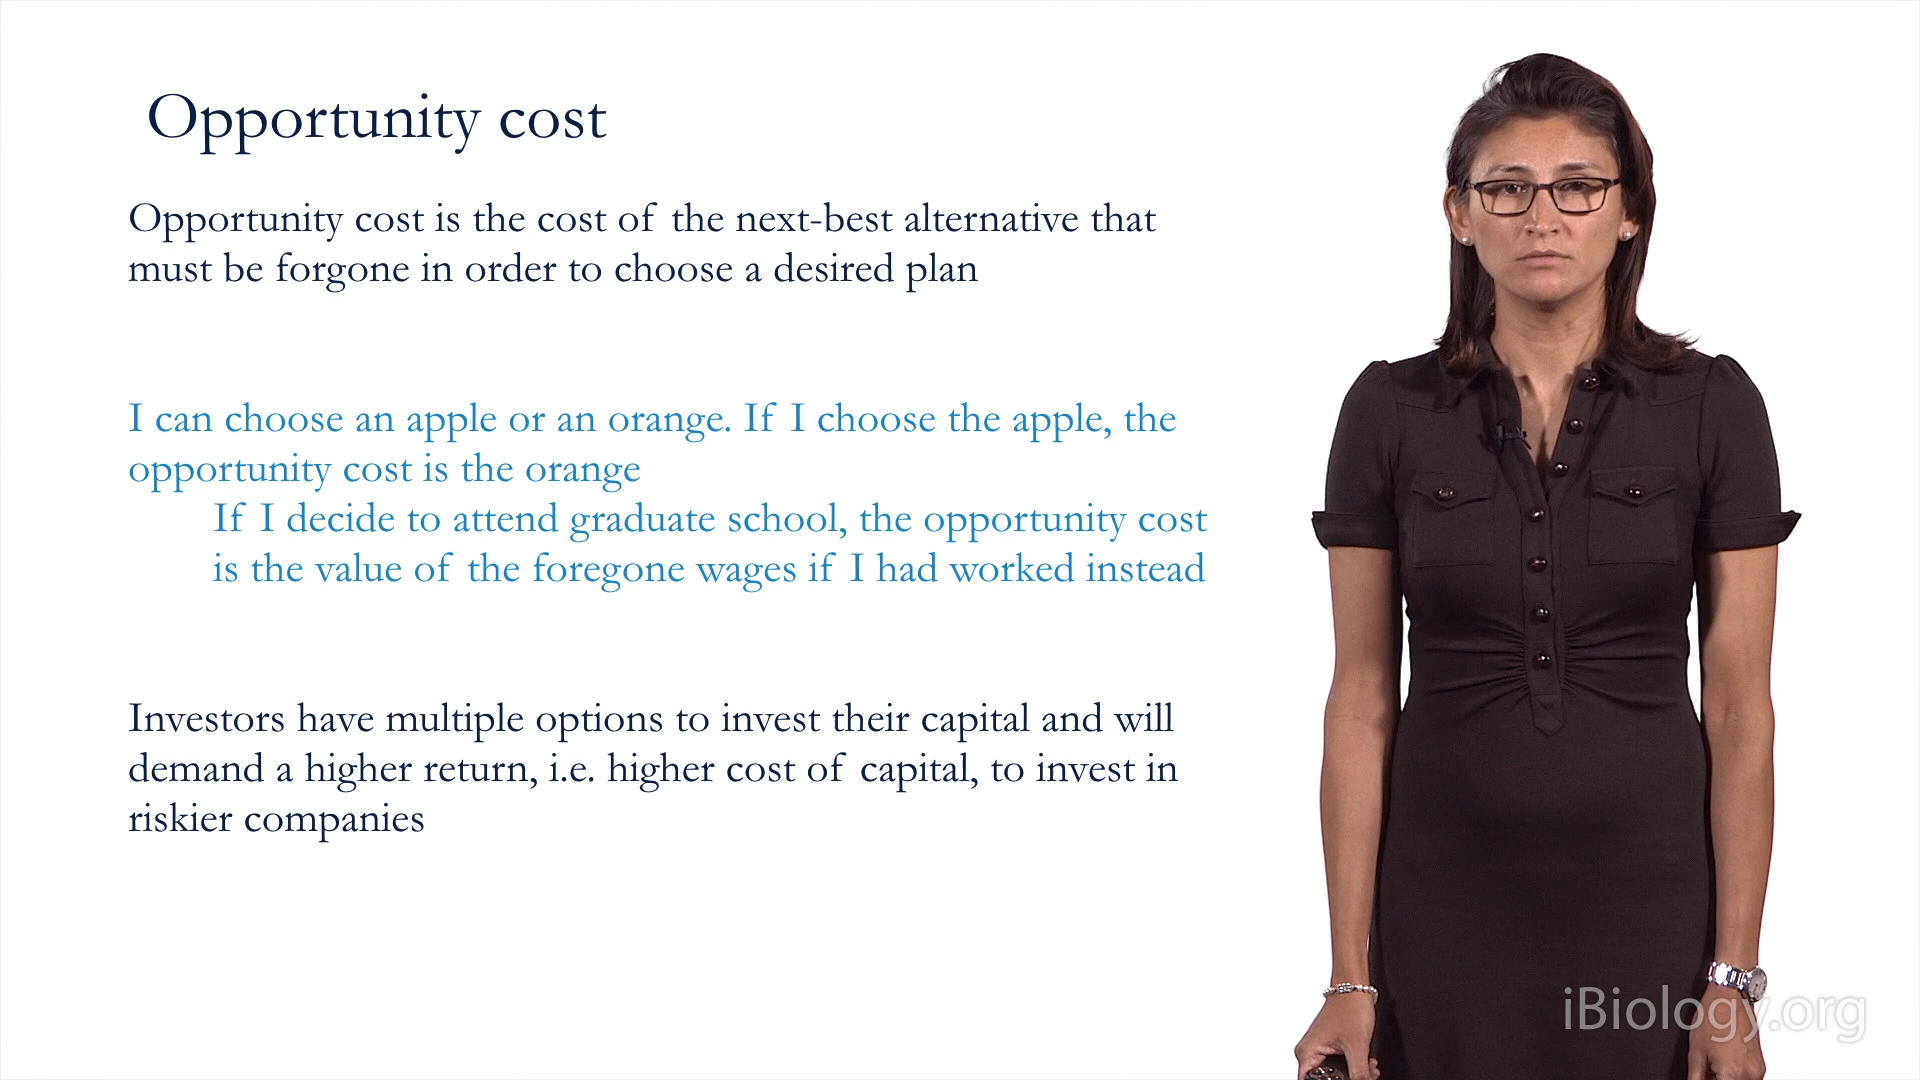 Opportunity cost
Opportunity cost is the cost of the next-best alternative that
must be forgone in order to choose a desired plan
I can choose an apple or an orange. If I choose the apple, the
opportunity cost is the orange
If I decide to attend graduate school, the opportunity cost
is the value of the foregone wages if I had worked instead
Investors have multiple options to invest their capital and will
demand a higher return, i.e. higher cost of capital, to invest in
riskier companies
iBiology.org